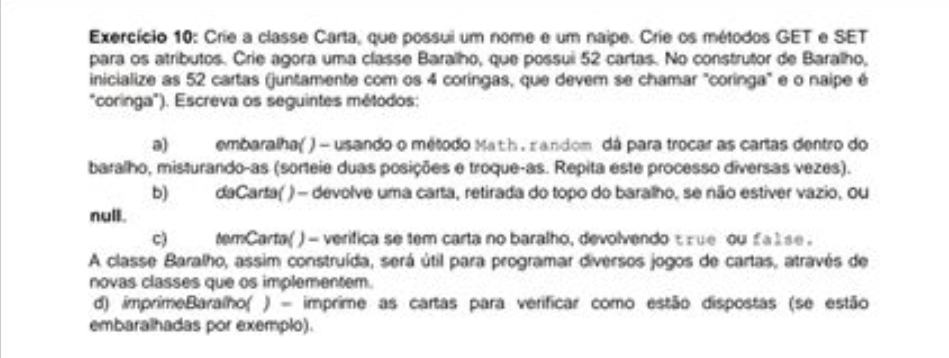 Exercício 10: Crie a classe Carta, que possui um nome e um naipe. Crie os métodos GET e SET
para os atributos. Crie agora uma classe Baralho, que possui 52 cartas. No construtor de Baralho,
inicialize as 52 cartas (juntamente com os 4 coringas, que devem se chamar "coringa" e o naipe é
"coringa"). Escreva os seguintes métodos:
a) embaralha( ) – usando o método Math.random dá para trocar as cartas dentro do
baralho, misturando-as (sorteie duas posições e troque-as. Repita este processo diversas vezes).
b) daCarta( ) – devolve uma carta, retirada do topo do baralho, se não estiver vazio, ou
null.
c) temCarta( ) – verifica se tem carta no baralho, devolvendo true ou false.
A classe Baralho, assim construída, será útil para programar diversos jogos de cartas, através de
novas classes que os implementem.
d) imprimeBaralho( ) – imprime as cartas para verificar como estão dispostas (se estão
embaralhadas por exemplo).